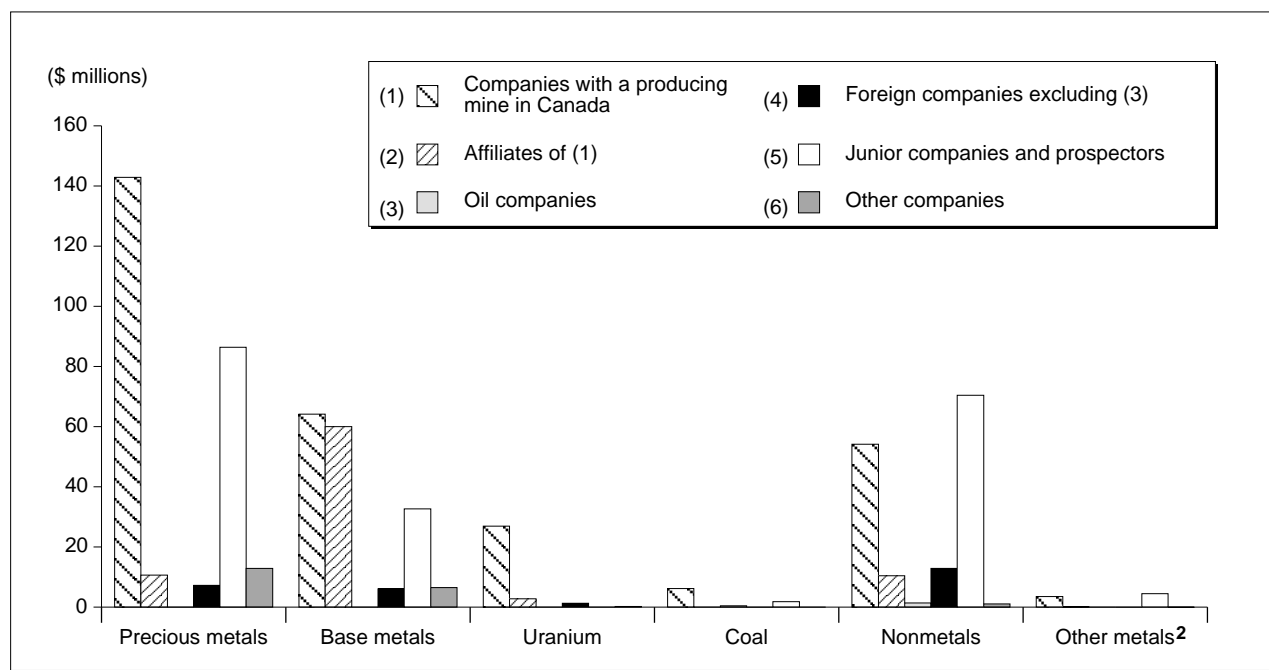 ($ millions)
(1) Companies with a producing
mine in Canada
(2) Affiliates of (1)
(3) Oil companies
(4) Foreign companies excluding (3)
(5) Junior companies and prospectors
(6) Other companies
160
140
120
100
80
60
40
20
0
Precious metals Base metals Uranium Coal Nonmetals Other metals2